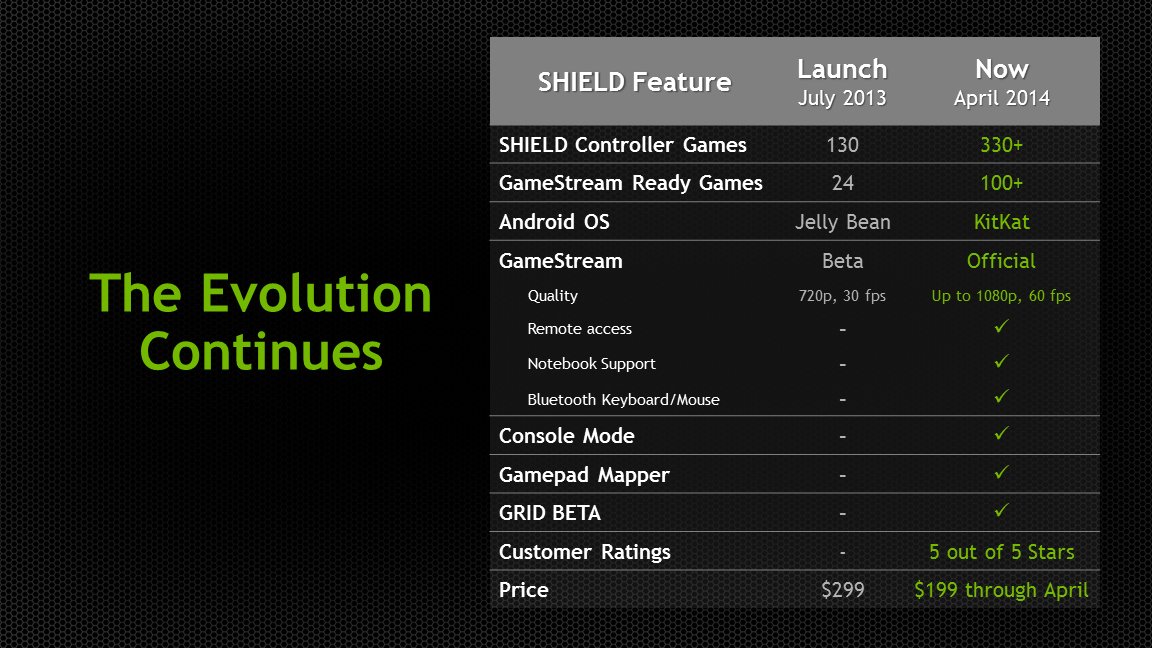 The Evolution
Continues
SHIELD Feature Launch July 2013 Now April 2014
SHIELD Controller Games 130 330+
GameStream Ready Games 24 100+
Android OS Jelly Bean KitKat
GameStream Beta Official
Quality 720p, 30 fps Up to 1080p, 60 fps
Remote access - ✓
Notebook Support - ✓
Bluetooth Keyboard/Mouse - ✓
Console Mode - ✓
Gamepad Mapper - ✓
GRID BETA - ✓
Customer Ratings - 5 out of 5 Stars
Price $299 $199 through April